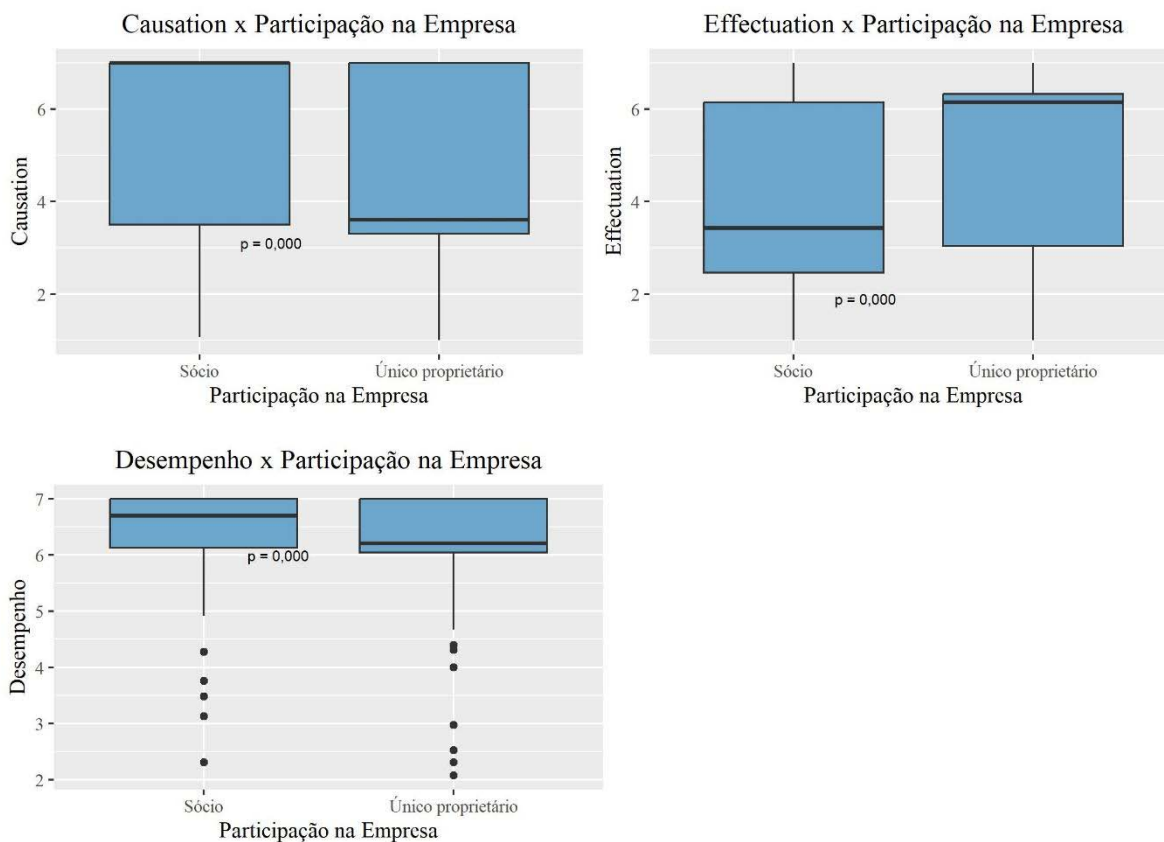 Causation x Participação na Empresa
6
4
2
Causation
p = 0,000
Sócio
Único proprietário
Participação na Empresa
Effectuation x Participação na Empresa
6
4
2
Effectuation
p = 0,000
Sócio
Único proprietário
Participação na Empresa
Desempenho x Participação na Empresa
7
6
5
4
3
2
Desempenho
p = 0,000
Sócio
Único proprietário
Participação na Empresa